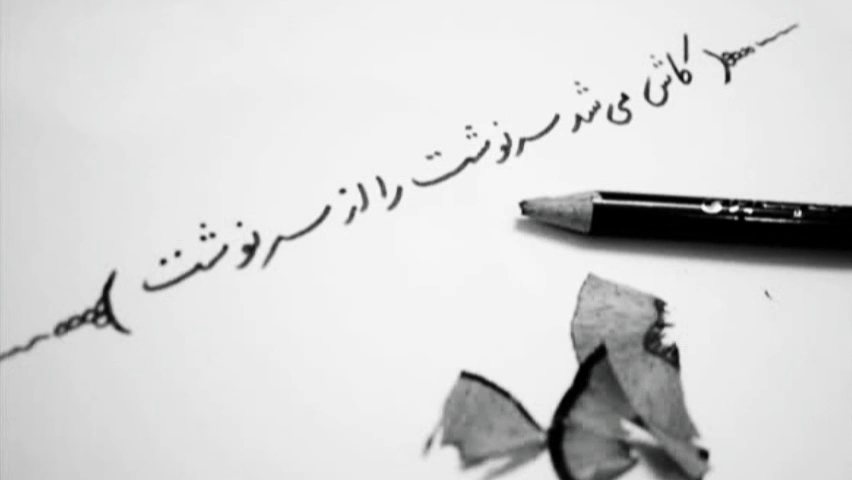 کاش می شد سرنوشت را از سر نوشت